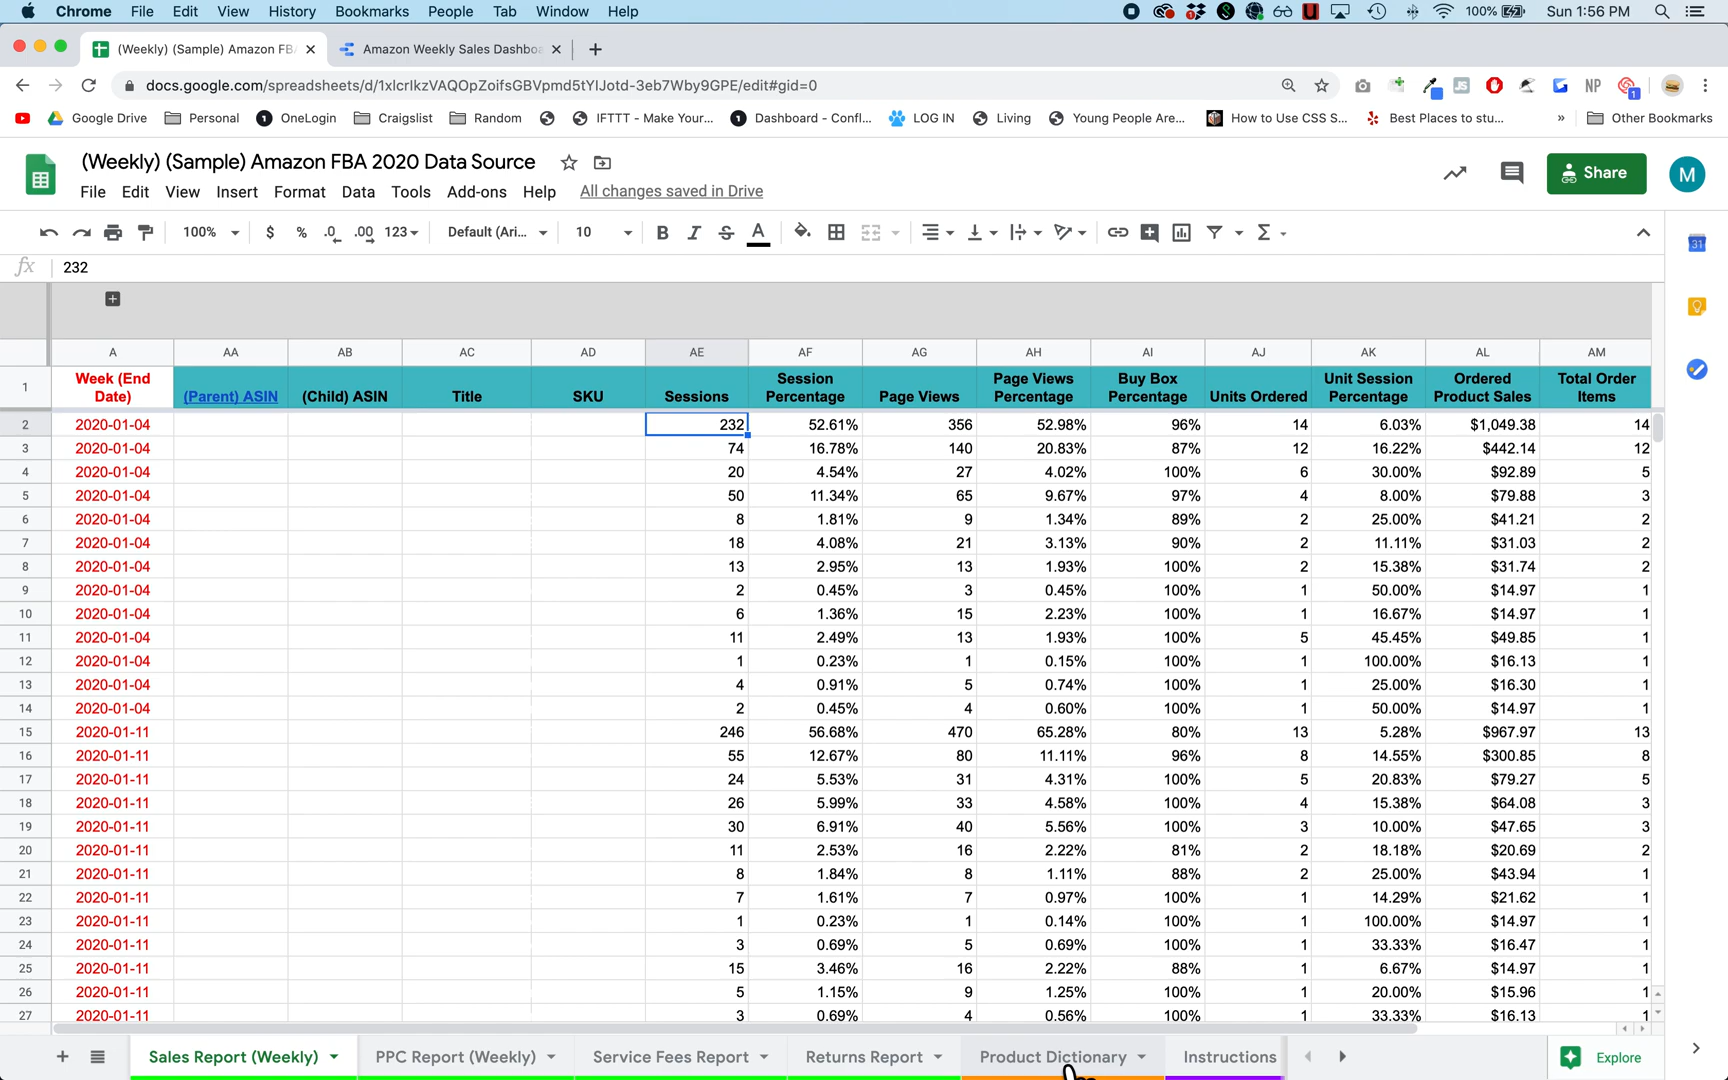 Chrome File Edit View History Bookmarks People Tab Window Help 100% Sun 1:56 PM
(Weekly) (Sample) Amazon FB Amazon Weekly Sales Dashbo
docs.google.com/spreadsheets/d/1xlcrIkzVAQOpZoifsGBVpmd5tYIJotd-3eb7Wby9GPE/edit#gid=0 JS NP 1
Google Drive Personal OneLogin Craigslist Random IFTTT - Make Your... Dashboard - Confl... LOG IN Living Young People Are... How to Use CSS S... Best Places to stu... » Other Bookmarks
(Weekly) (Sample) Amazon FBA 2020 Data Source
File Edit View Insert Format Data Tools Add-ons Help All changes saved in Drive
Share M
100% $ % .0 .00 123 Default (Ari... 10 B I S A Σ
31
fx 232
A AA AB AC AD AE AF AG AH AI AJ AK AL AM
1 Week (End Date) (Parent) ASIN (Child) ASIN Title SKU Sessions Session Percentage Page Views Page Views Percentage Buy Box Percentage Units Ordered Unit Session Percentage Ordered Product Sales Total Order Items
2 2020-01-04 232 52.61% 356 52.98% 96% 14 6.03% $1,049.38 14
3 2020-01-04 74 16.78% 140 20.83% 87% 12 16.22% $442.14 12
4 2020-01-04 20 4.54% 27 4.02% 100% 6 30.00% $92.89 5
5 2020-01-04 50 11.34% 65 9.67% 97% 4 8.00% $79.88 3
6 2020-01-04 8 1.81% 9 1.34% 89% 2 25.00% $41.21 2
7 2020-01-04 18 4.08% 21 3.13% 90% 2 11.11% $31.03 2
8 2020-01-04 13 2.95% 13 1.93% 100% 2 15.38% $31.74 2
9 2020-01-04 2 0.45% 3 0.45% 100% 1 50.00% $14.97 1
10 2020-01-04 6 1.36% 15 2.23% 100% 1 16.67% $14.97 1
11 2020-01-04 11 2.49% 13 1.93% 100% 5 45.45% $49.85 1
12 2020-01-04 1 0.23% 1 0.15% 100% 1 100.00% $16.13 1
13 2020-01-04 4 0.91% 5 0.74% 100% 1 25.00% $16.30 1
14 2020-01-04 2 0.45% 4 0.60% 100% 1 50.00% $14.97 1
15 2020-01-11 246 56.68% 470 65.28% 80% 13 5.28% $967.97 13
16 2020-01-11 55 12.67% 80 11.11% 96% 8 14.55% $300.85 8
17 2020-01-11 24 5.53% 31 4.31% 100% 5 20.83% $79.27 5
18 2020-01-11 26 5.99% 33 4.58% 100% 4 15.38% $64.08 3
19 2020-01-11 30 6.91% 40 5.56% 100% 3 10.00% $47.65 3
20 2020-01-11 11 2.53% 16 2.22% 81% 2 18.18% $20.69 2
21 2020-01-11 8 1.84% 8 1.11% 88% 2 25.00% $43.94 1
22 2020-01-11 7 1.61% 7 0.97% 100% 1 14.29% $21.62 1
23 2020-01-11 1 0.23% 1 0.14% 100% 1 100.00% $14.97 1
24 2020-01-11 3 0.69% 5 0.69% 100% 1 33.33% $16.47 1
25 2020-01-11 15 3.46% 16 2.22% 88% 1 6.67% $14.97 1
26 2020-01-11 5 1.15% 9 1.25% 100% 1 20.00% $15.96 1
27 2020-01-11 3 0.69% 4 0.56% 100% 1 33.33% $16.13 1
Sales Report (Weekly) PPC Report (Weekly) Service Fees Report Returns Report Product Dictionary Instructions Explore